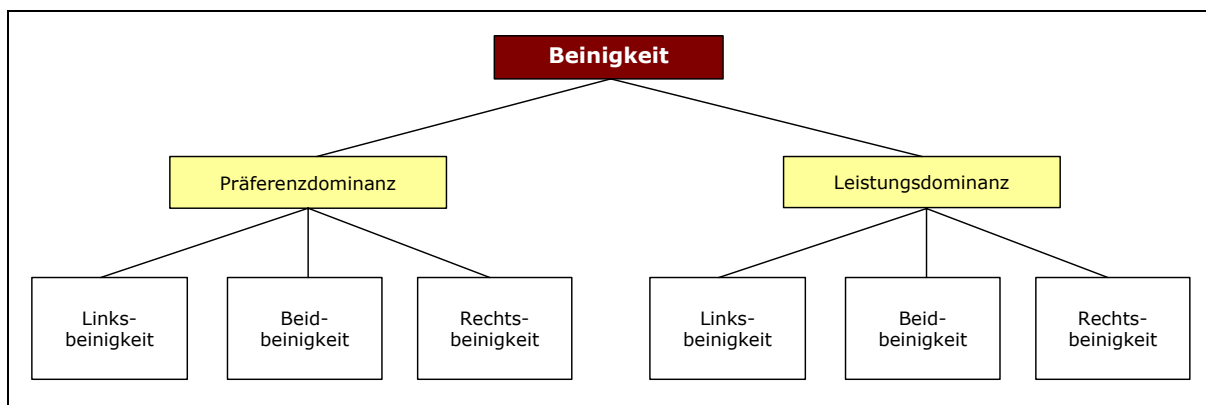 Beinigkeit
Präferenzdominanz
Leistungsdominanz
Links-
beinigkeit
Beid-
beinigkeit
Rechts-
beinigkeit
Links-
beinigkeit
Beid-
beinigkeit
Rechts-
beinigkeit